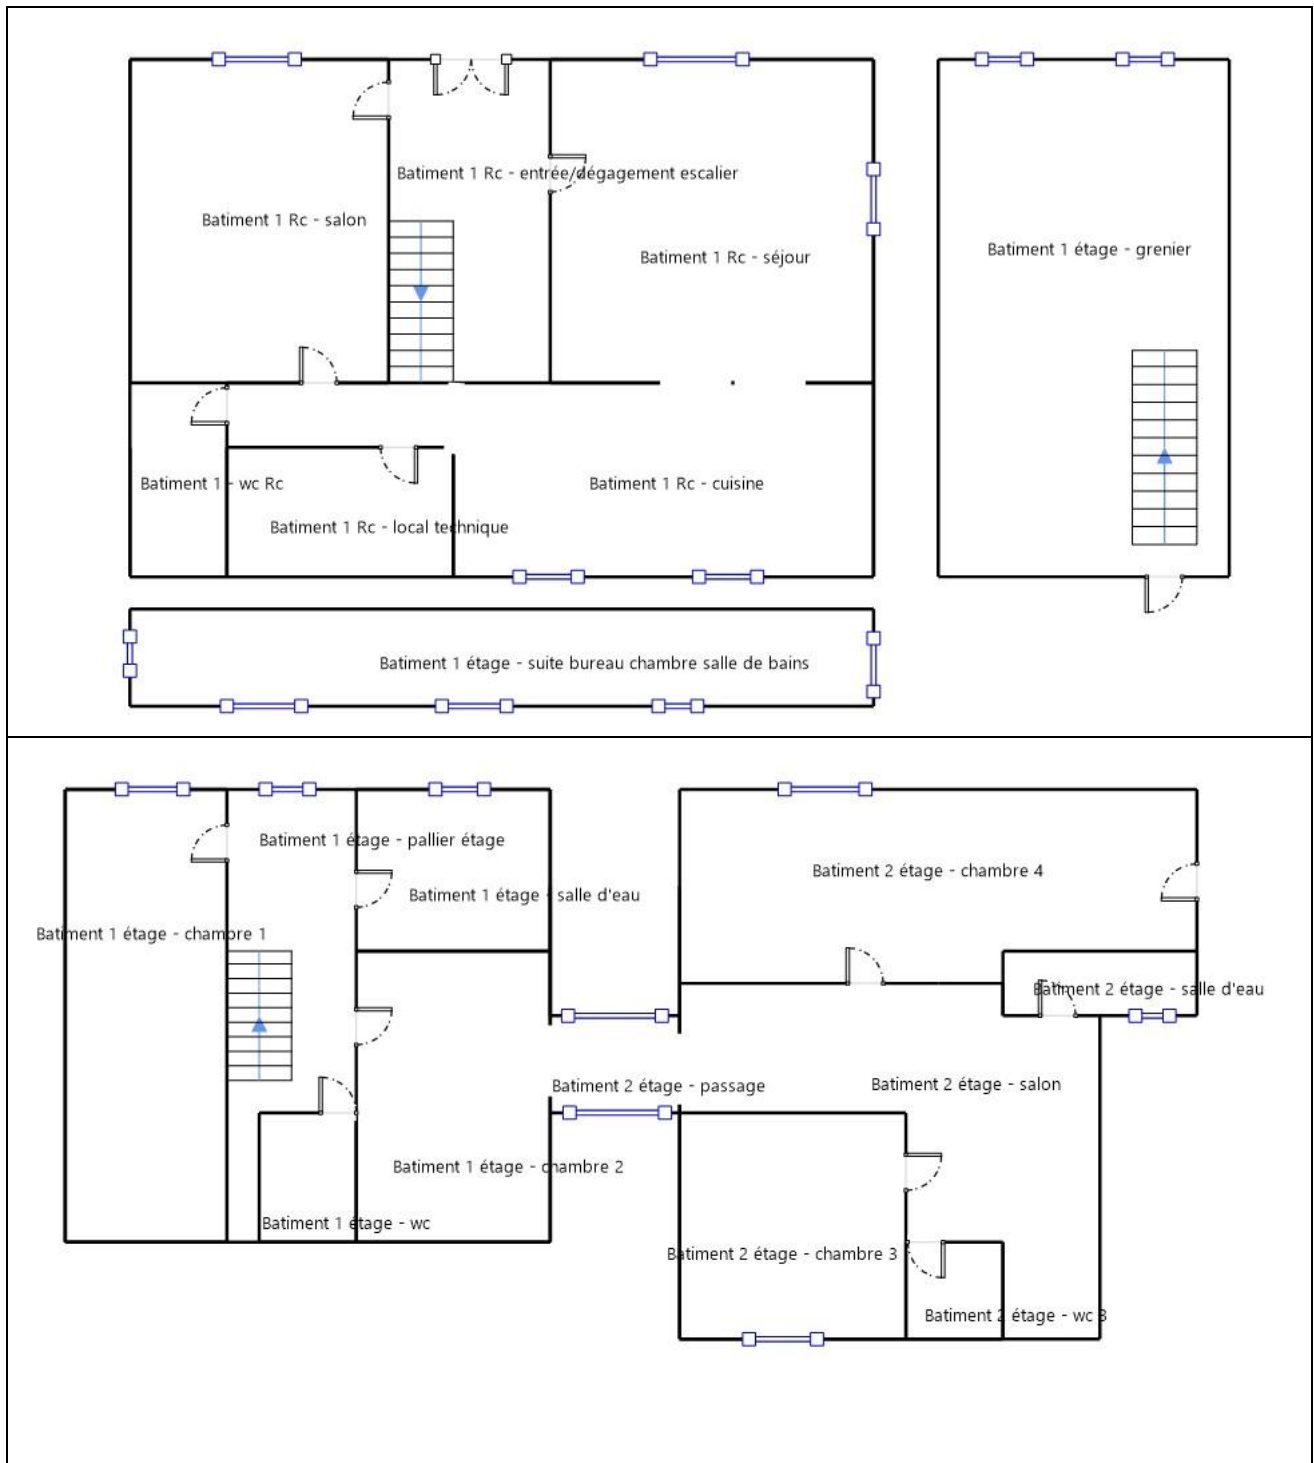 Batiment 1 Rc - entrée/dégagement escalier
Batiment 1 Rc - salon
Batiment 1 Rc - séjour
Batiment 1 étage - grenier
Batiment 1 - wc Rc
Batiment 1 Rc - cuisine
Batiment 1 Rc - local technique
Batiment 1 étage - suite bureau chambre salle de bains
Batiment 1 étage - pallier étage
Batiment 2 étage - chambre 4
Batiment 1 étage - salle d'eau
Batiment 1 étage - chambre 1
Batiment 2 étage - salle d'eau
Batiment 2 étage - passage
Batiment 2 étage - salon
Batiment 1 étage - chambre 2
Batiment 1 étage - wc
Batiment 2 étage - chambre 3
Batiment 2 étage - wc 3